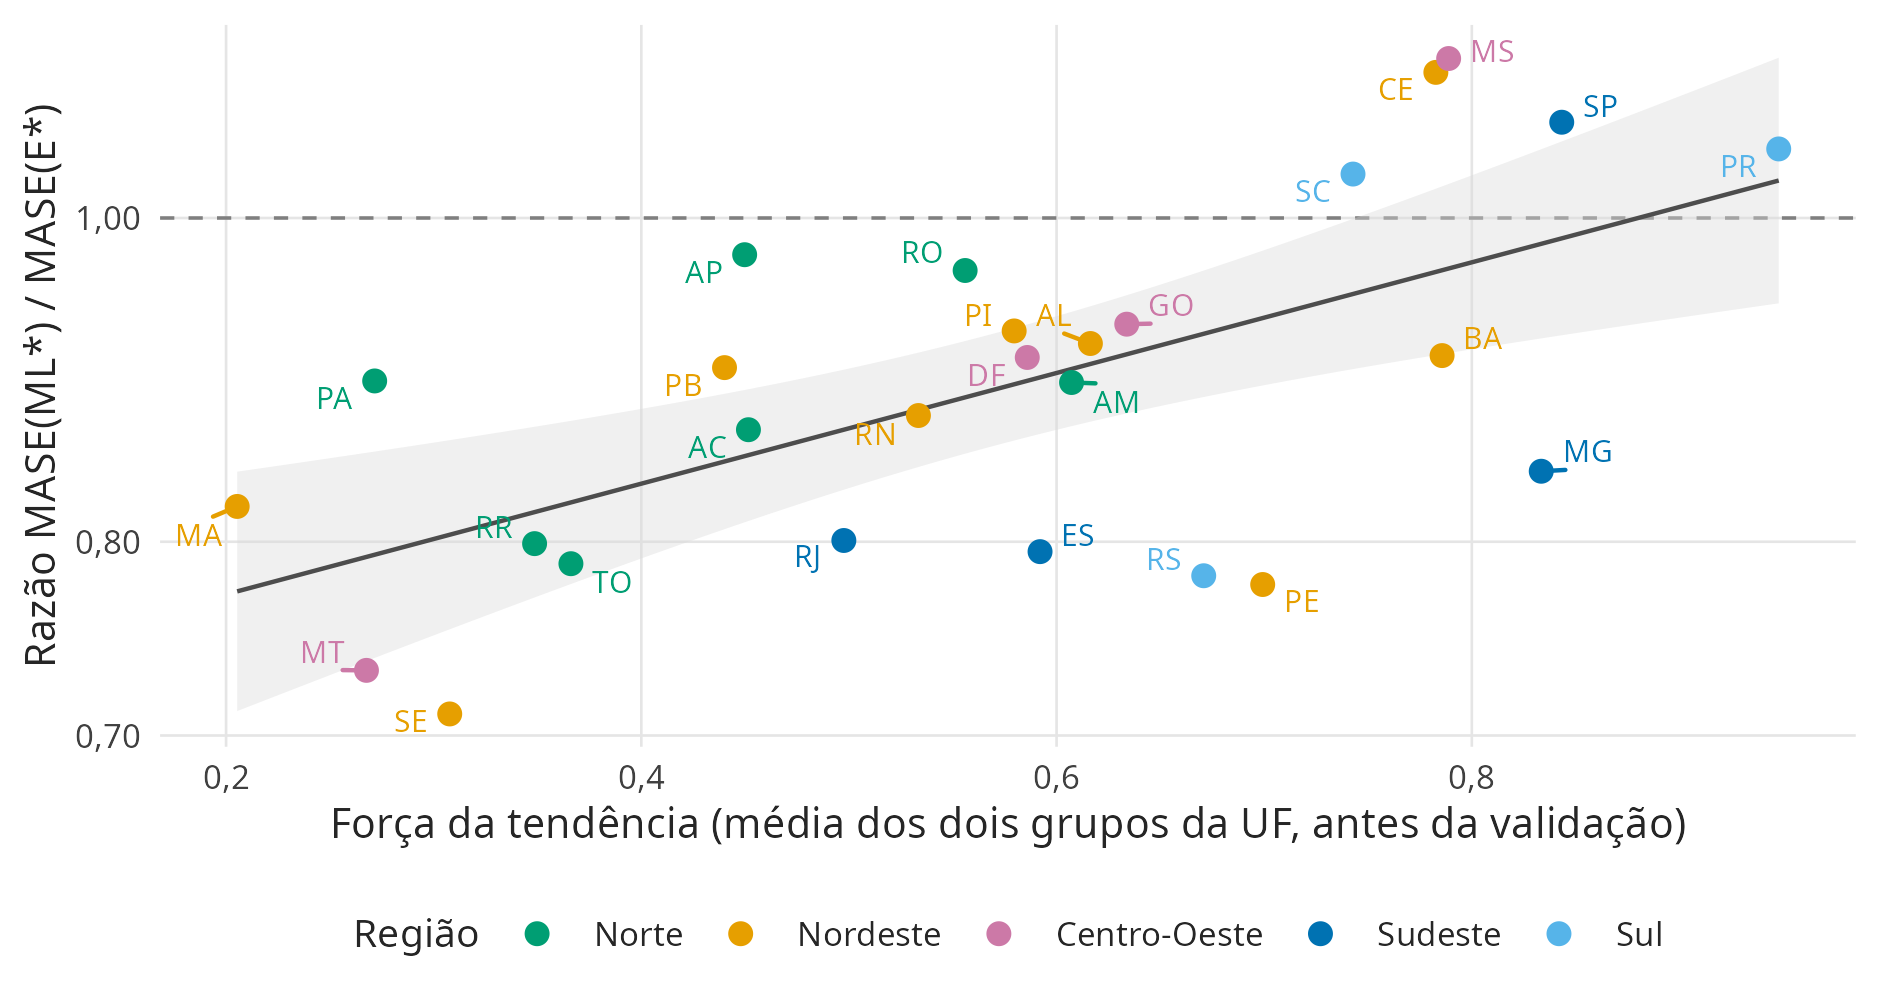 MS
CE
SP
PR
SC
1,00
RO
AP
GO
PI
AL
BA
DF
PB
PA
AM
RN
AC
MG
MA
RR
0,80
RJ
ES
RS
TO
PE
MT
SE
0,70
Razão MASE(ML*) / MASE(E*)
0,2
0,4
0,6
0,8
Força da tendência (média dos dois grupos da UF, antes da validação)
Região Norte Nordeste Centro-Oeste Sudeste Sul